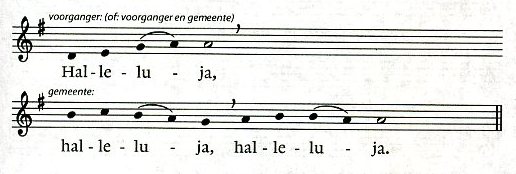 voorganger: (of: voorganger en gemeente)
Hal - le - lu - ja,
gemeente:
hal - le - lu - ja, hal - le - lu - ja.